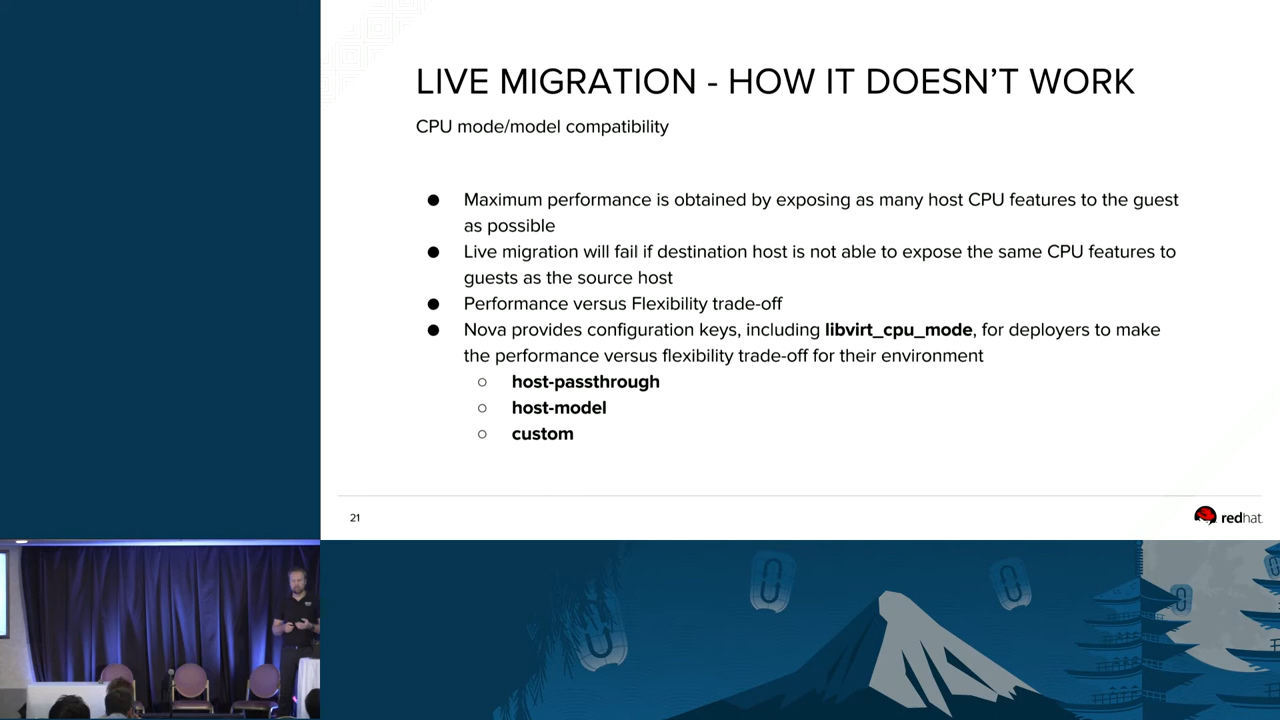 LIVE MIGRATION - HOW IT DOESN'T WORK
CPU mode/model compatibility
● Maximum performance is obtained by exposing as many host CPU features to the guest
as possible
● Live migration will fail if destination host is not able to expose the same CPU features to
guests as the source host
● Performance versus Flexibility trade-off
● Nova provides configuration keys, including libvirt_cpu_mode, for deployers to make
the performance versus flexibility trade-off for their environment
○ host-passthrough
○ host-model
○ custom
21
redhat.